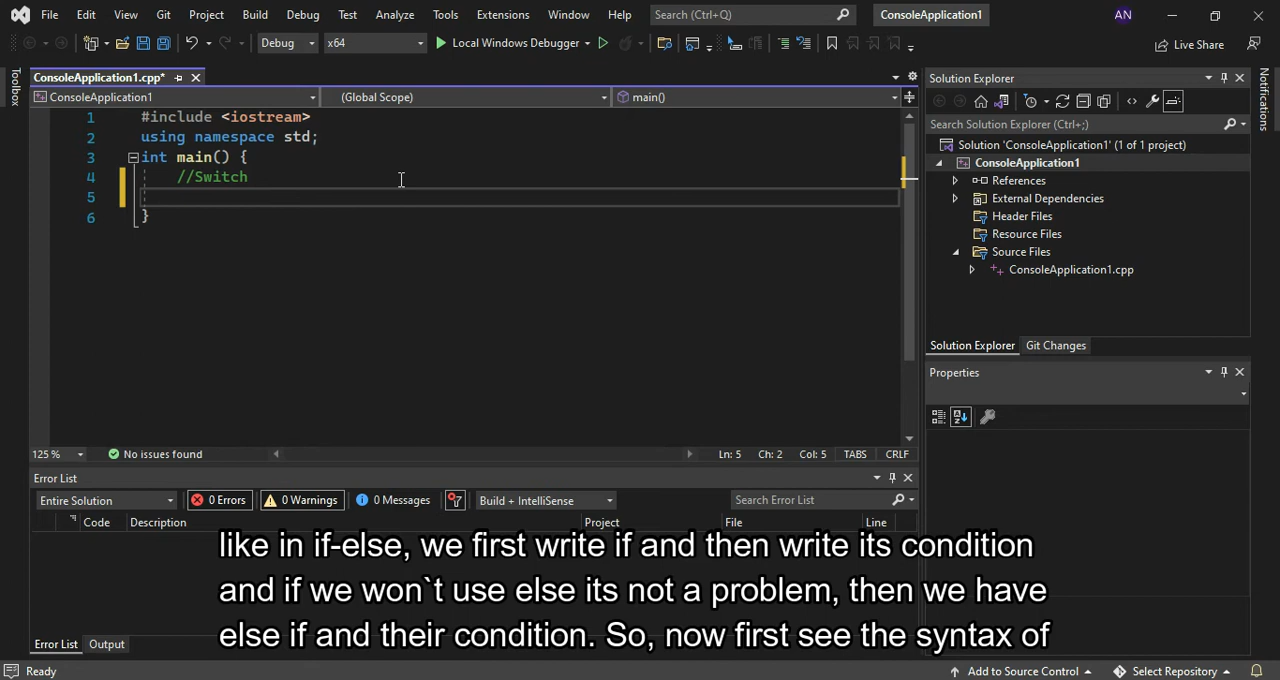 File Edit View Git Project Build Debug Test Analyze Tools Extensions Window Help Search (Ctrl+Q) ConsoleApplication1 AN
Debug x64 Local Windows Debugger Live Share
Toolbox
ConsoleApplication1.cpp*
ConsoleApplication1 (Global Scope) main()
1 #include <iostream>
2 using namespace std;
3 int main() {
4 //Switch
5
6 }
125 % No issues found Ln: 5 Ch: 2 Col: 5 TABS CRLF
Error List
Entire Solution 0 Errors 0 Warnings 0 Messages Build + IntelliSense Search Error List
Code Description Project File Line
like in if-else, we first write if and then write its condition
and if we won`t use else its not a problem, then we have
else if and their condition. So, now first see the syntax of
Error List Output
Solution Explorer
Search Solution Explorer (Ctrl+;)
Solution 'ConsoleApplication1' (1 of 1 project)
ConsoleApplication1
References
External Dependencies
Header Files
Resource Files
Source Files
ConsoleApplication1.cpp
Solution Explorer Git Changes
Properties
Notifications
Ready Add to Source Control Select Repository